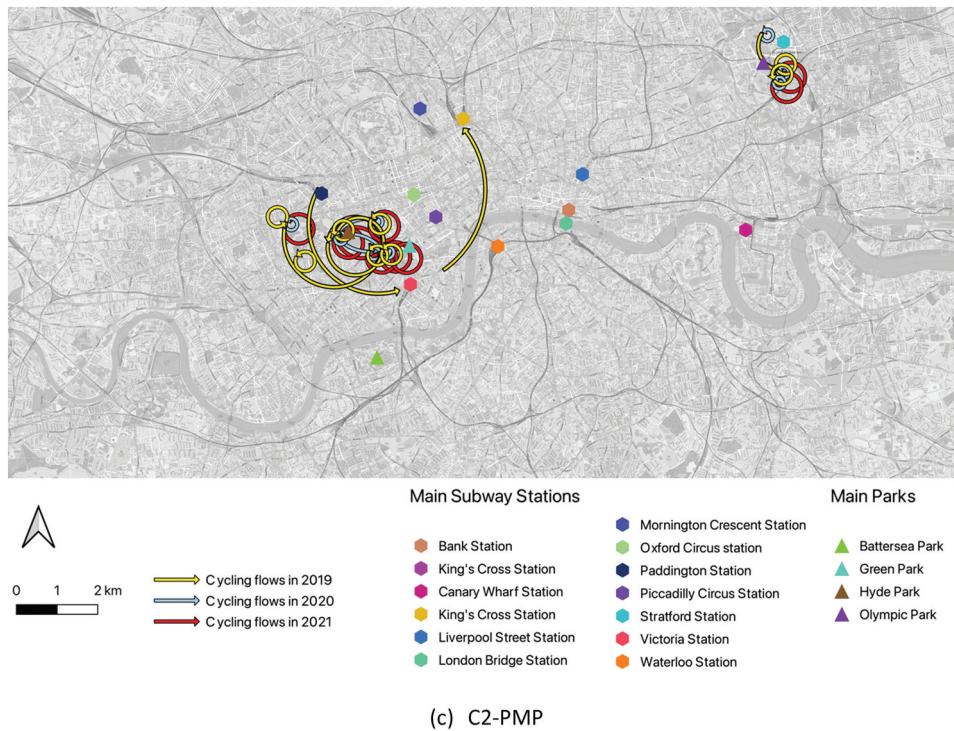 Main Subway Stations
Main Parks
Bank Station
King's Cross Station
Canary Wharf Station
King's Cross Station
Liverpool Street Station
London Bridge Station
Mornington Crescent Station
Oxford Circus station
Paddington Station
Piccadilly Circus Station
Stratford Station
Victoria Station
Waterloo Station
Battersea Park
Green Park
Hyde Park
Olympic Park
0 1 2 km
Cycling flows in 2019
Cycling flows in 2020
Cycling flows in 2021
(c) C2-PMP